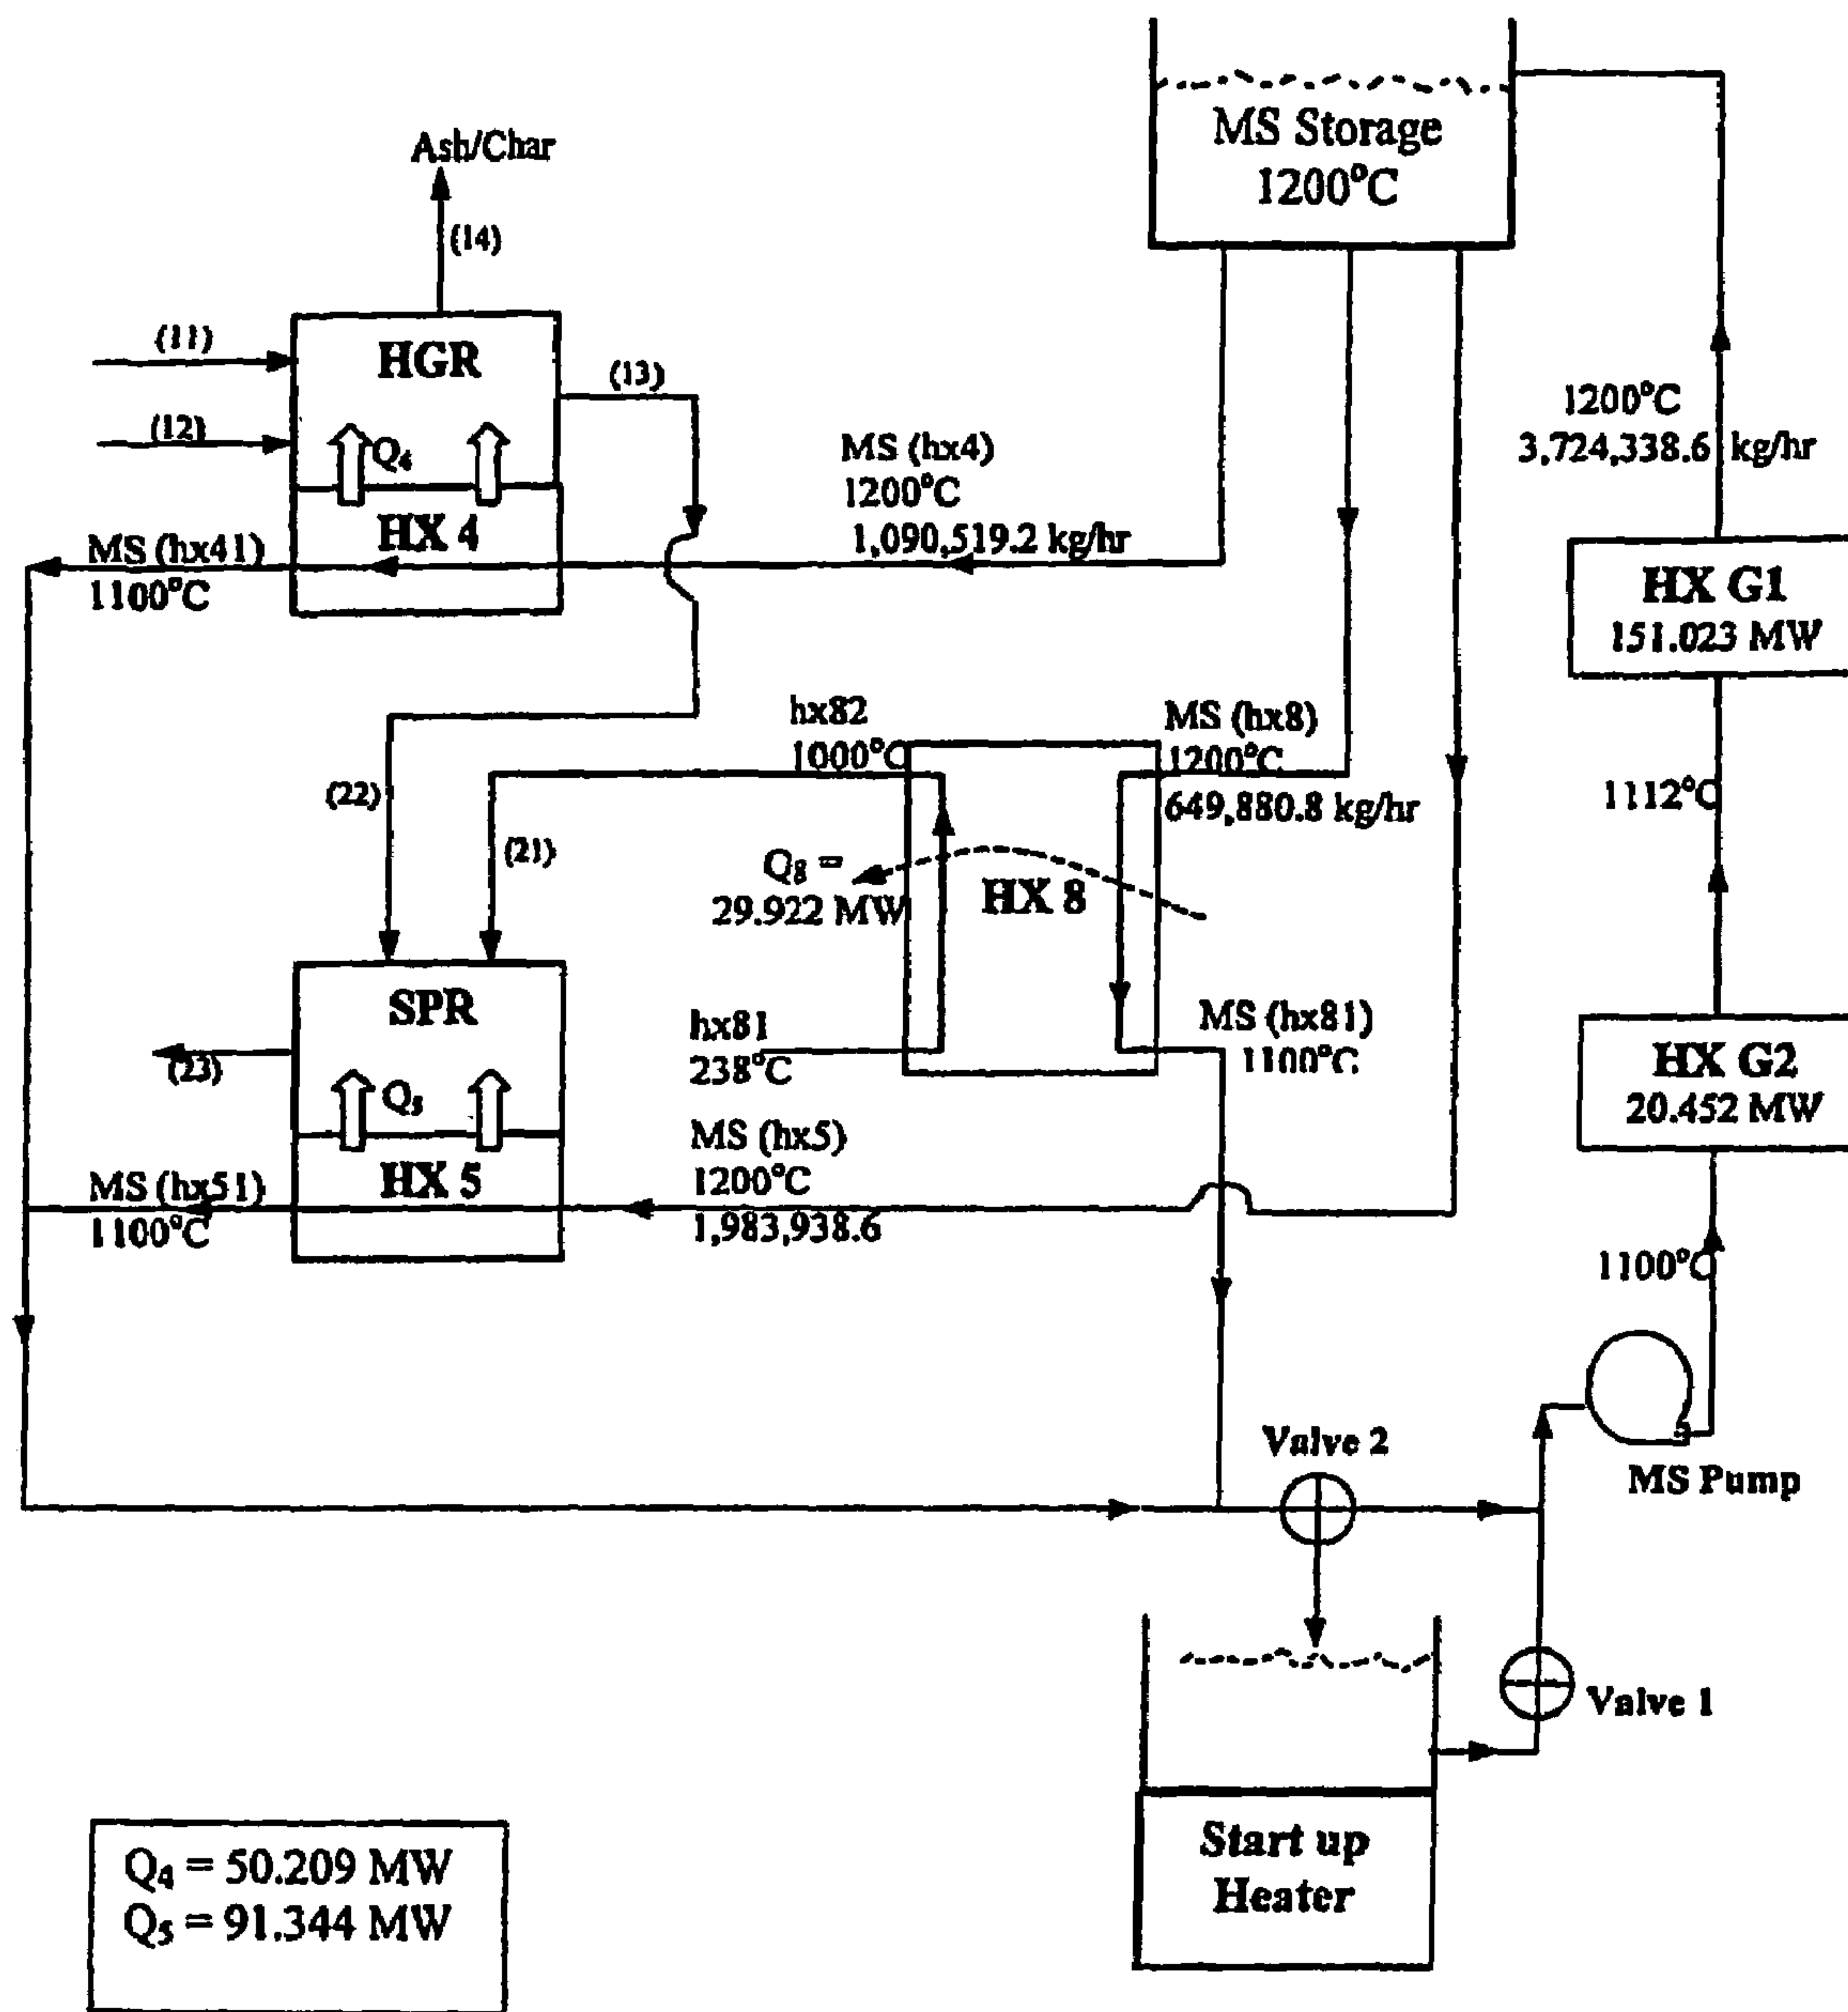 MS Storage
1200°C
Ash/Char
(14)
(11)
HGR
(13)
(12)
Q4
HX 4
MS (hx4)
1200°C
1,090,519.2 kg/hr
MS (hx41)
1100°C
1200°C
3,724,338.6 kg/hr
HX G1
151.023 MW
hx82
1000°C
MS (hx8)
1200°C
649,880.8 kg/hr
1112°C
(22)
(21)
Q8 =
29.922 MW
HX 8
SPR
(23)
Q5
HX 5
hx81
238°C
MS (hx81)
1100°C
HX G2
20.452 MW
MS (hx5)
1200°C
1,983,938.6
MS (hx51)
1100°C
1100°C
Valve 2
MS Pump
Valve 1
Start up
Heater
Q4 = 50.209 MW
Q5 = 91.344 MW